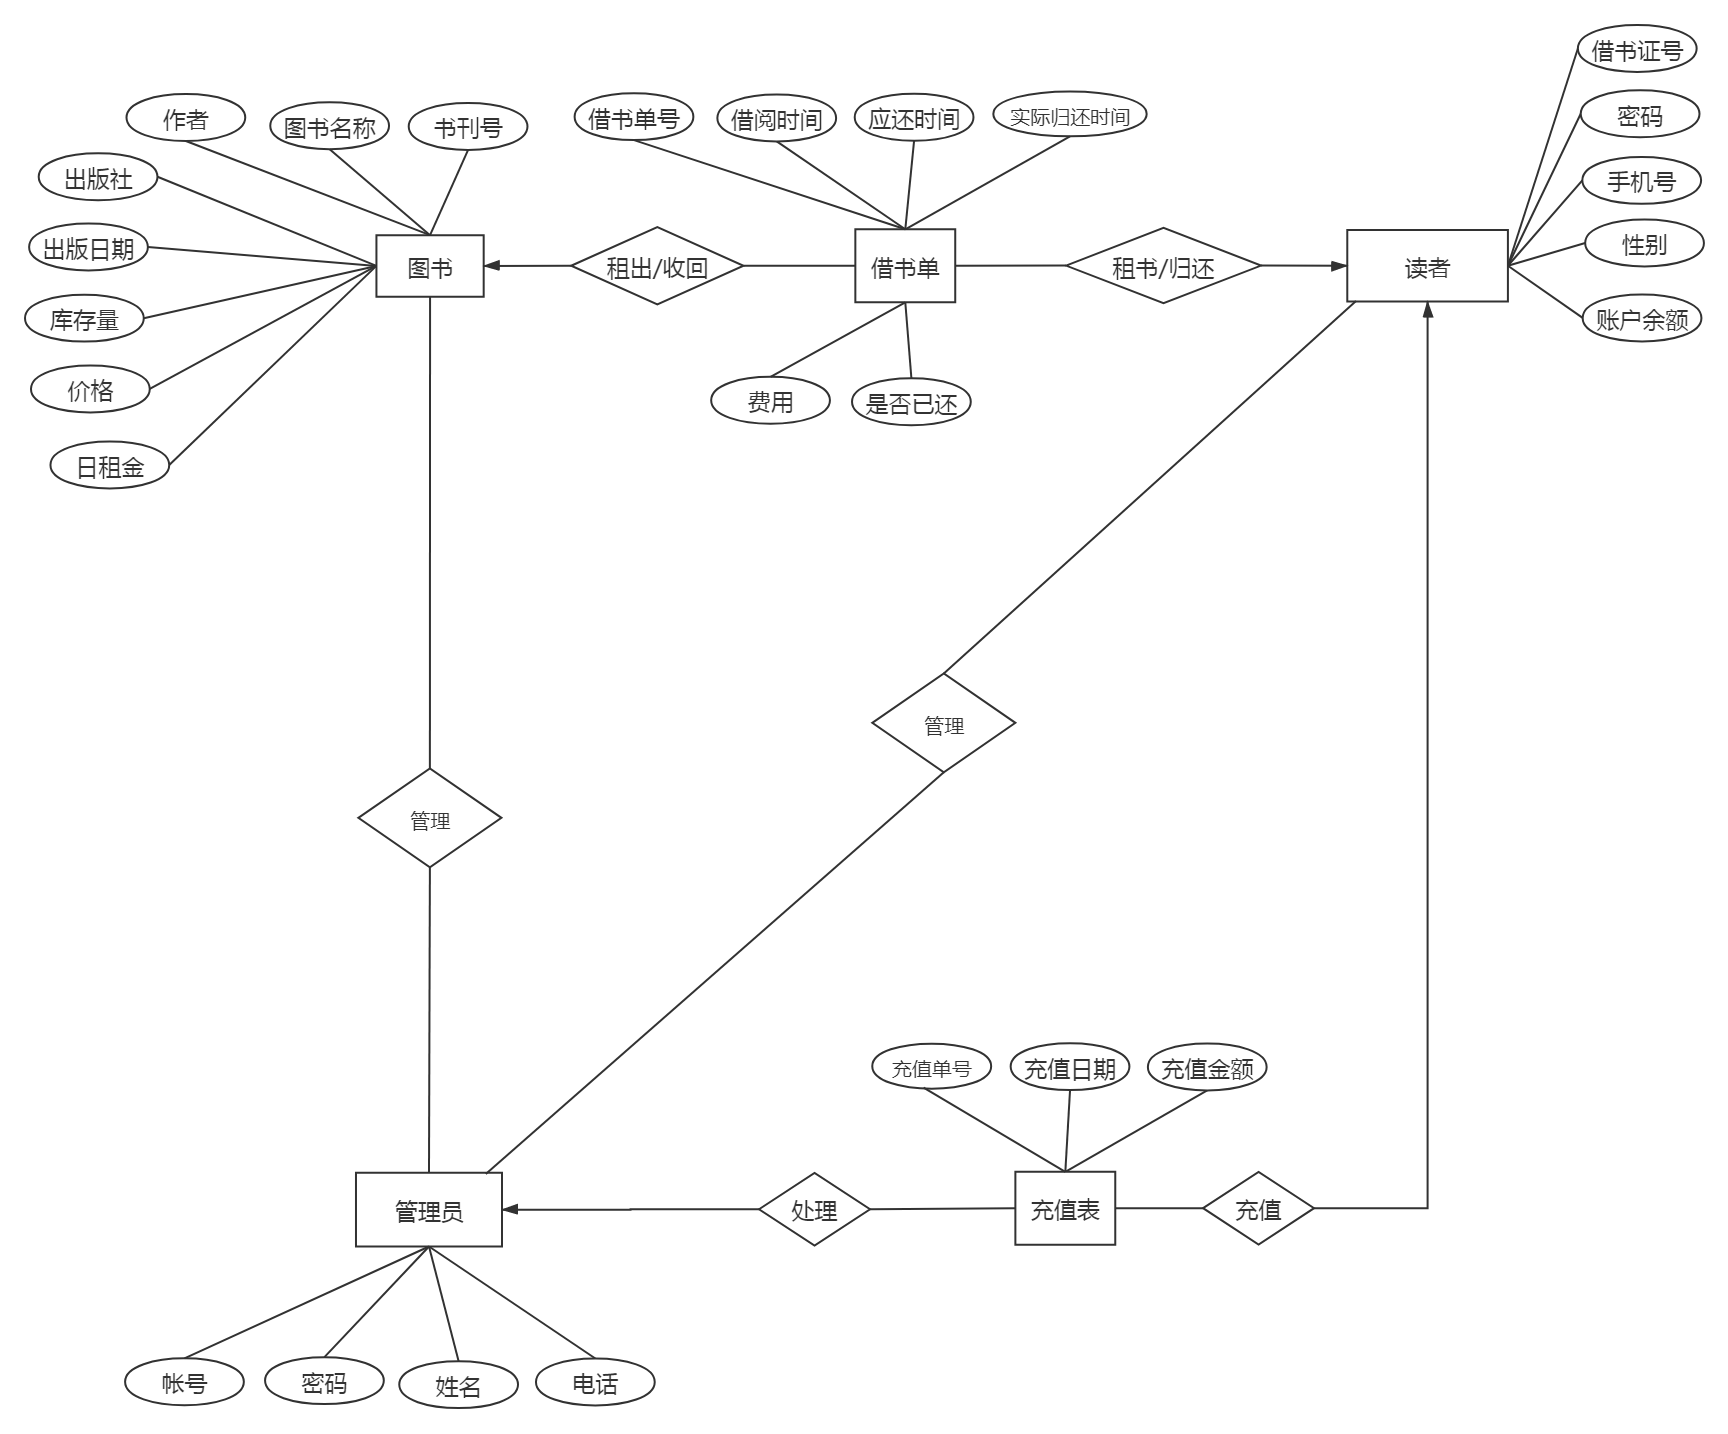 借书证号
作者
图书名称
书刊号
借书单号
借阅时间
应还时间
实际归还时间
密码
出版社
手机号
出版日期
性别
图书
租出/收回
借书单
租书/归还
读者
库存量
账户余额
价格
费用
是否已还
日租金
管理
管理
充值单号
充值日期
充值金额
管理员
处理
充值表
充值
帐号
密码
姓名
电话